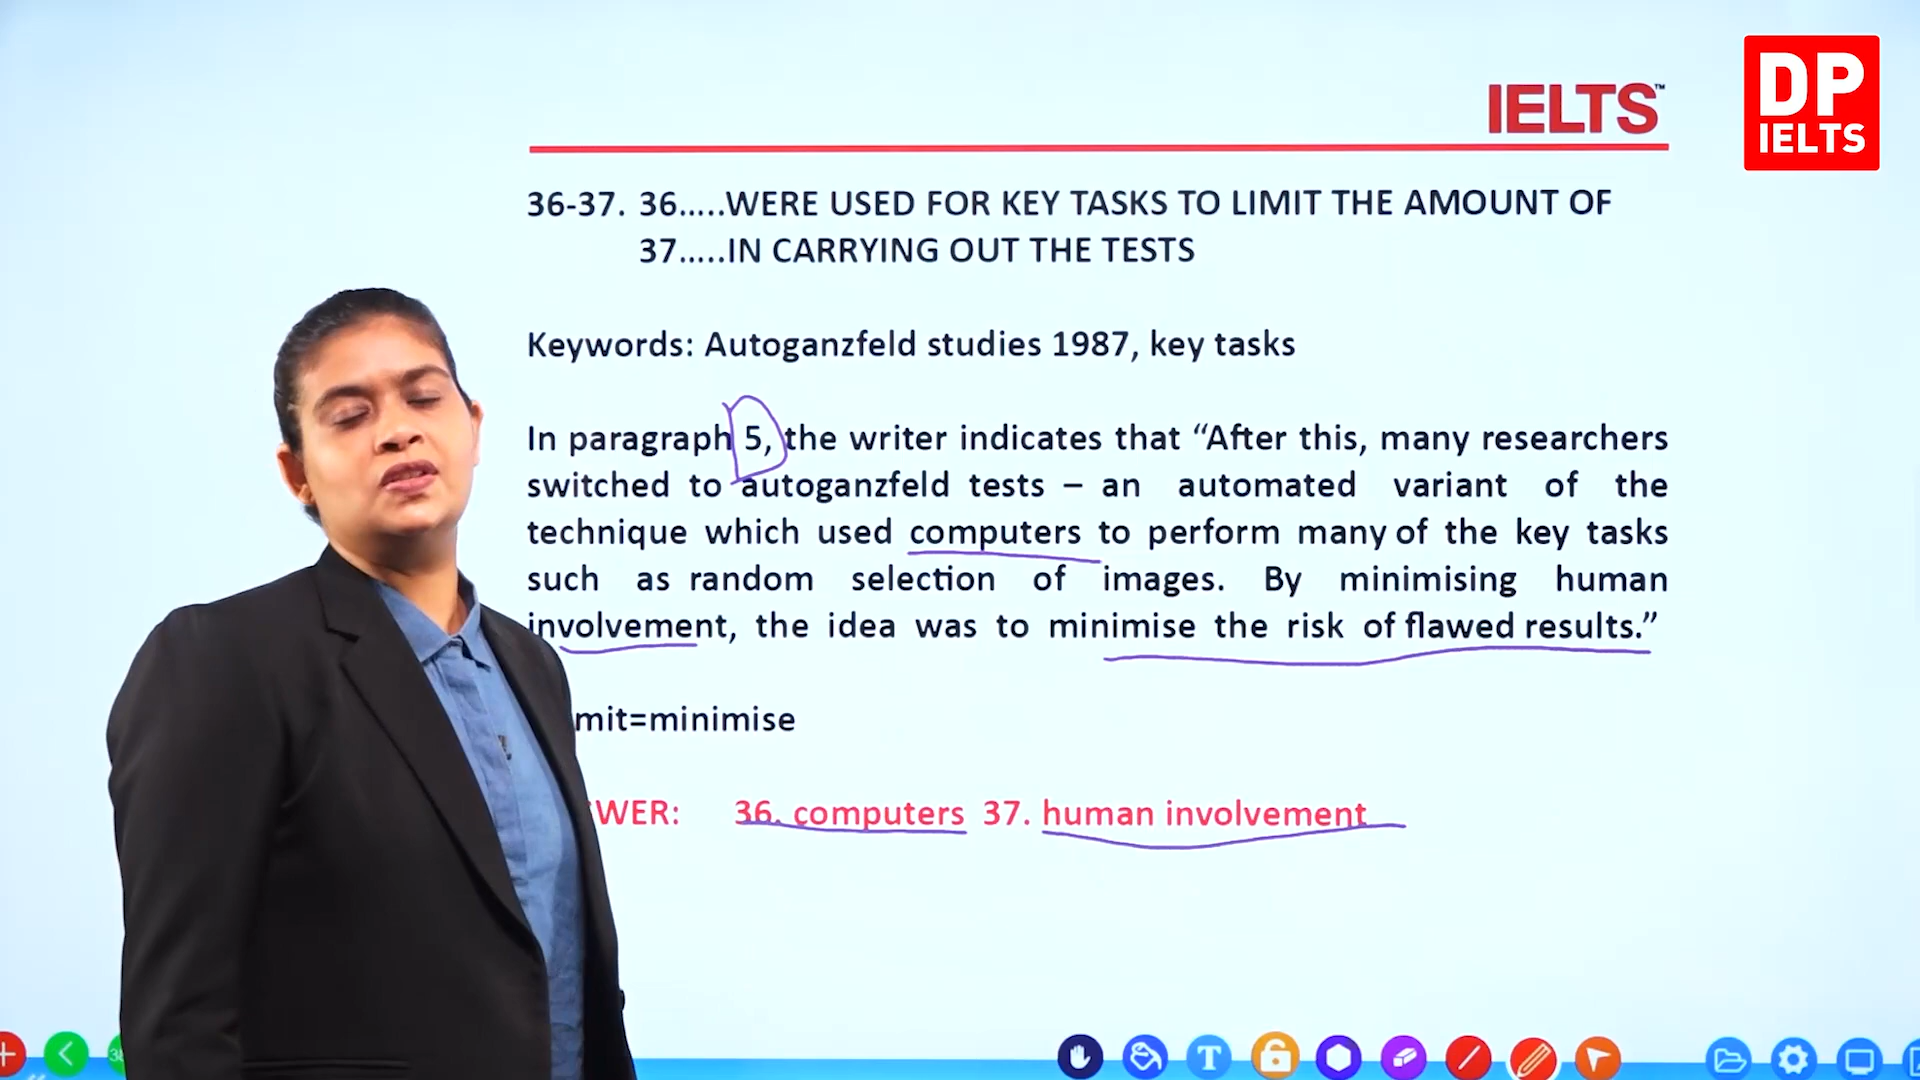 DP
IELTS
IELTS™
36-37. 36.....WERE USED FOR KEY TASKS TO LIMIT THE AMOUNT OF
37.....IN CARRYING OUT THE TESTS
Keywords: Autoganzfeld studies 1987, key tasks
In paragraph 5, the writer indicates that “After this, many researchers
switched to autoganzfeld tests – an automated variant of the
technique which used computers to perform many of the key tasks
such as random selection of images. By minimising human
involvement, the idea was to minimise the risk of flawed results.”
mit=minimise
WER: 36. computers 37. human involvement
T